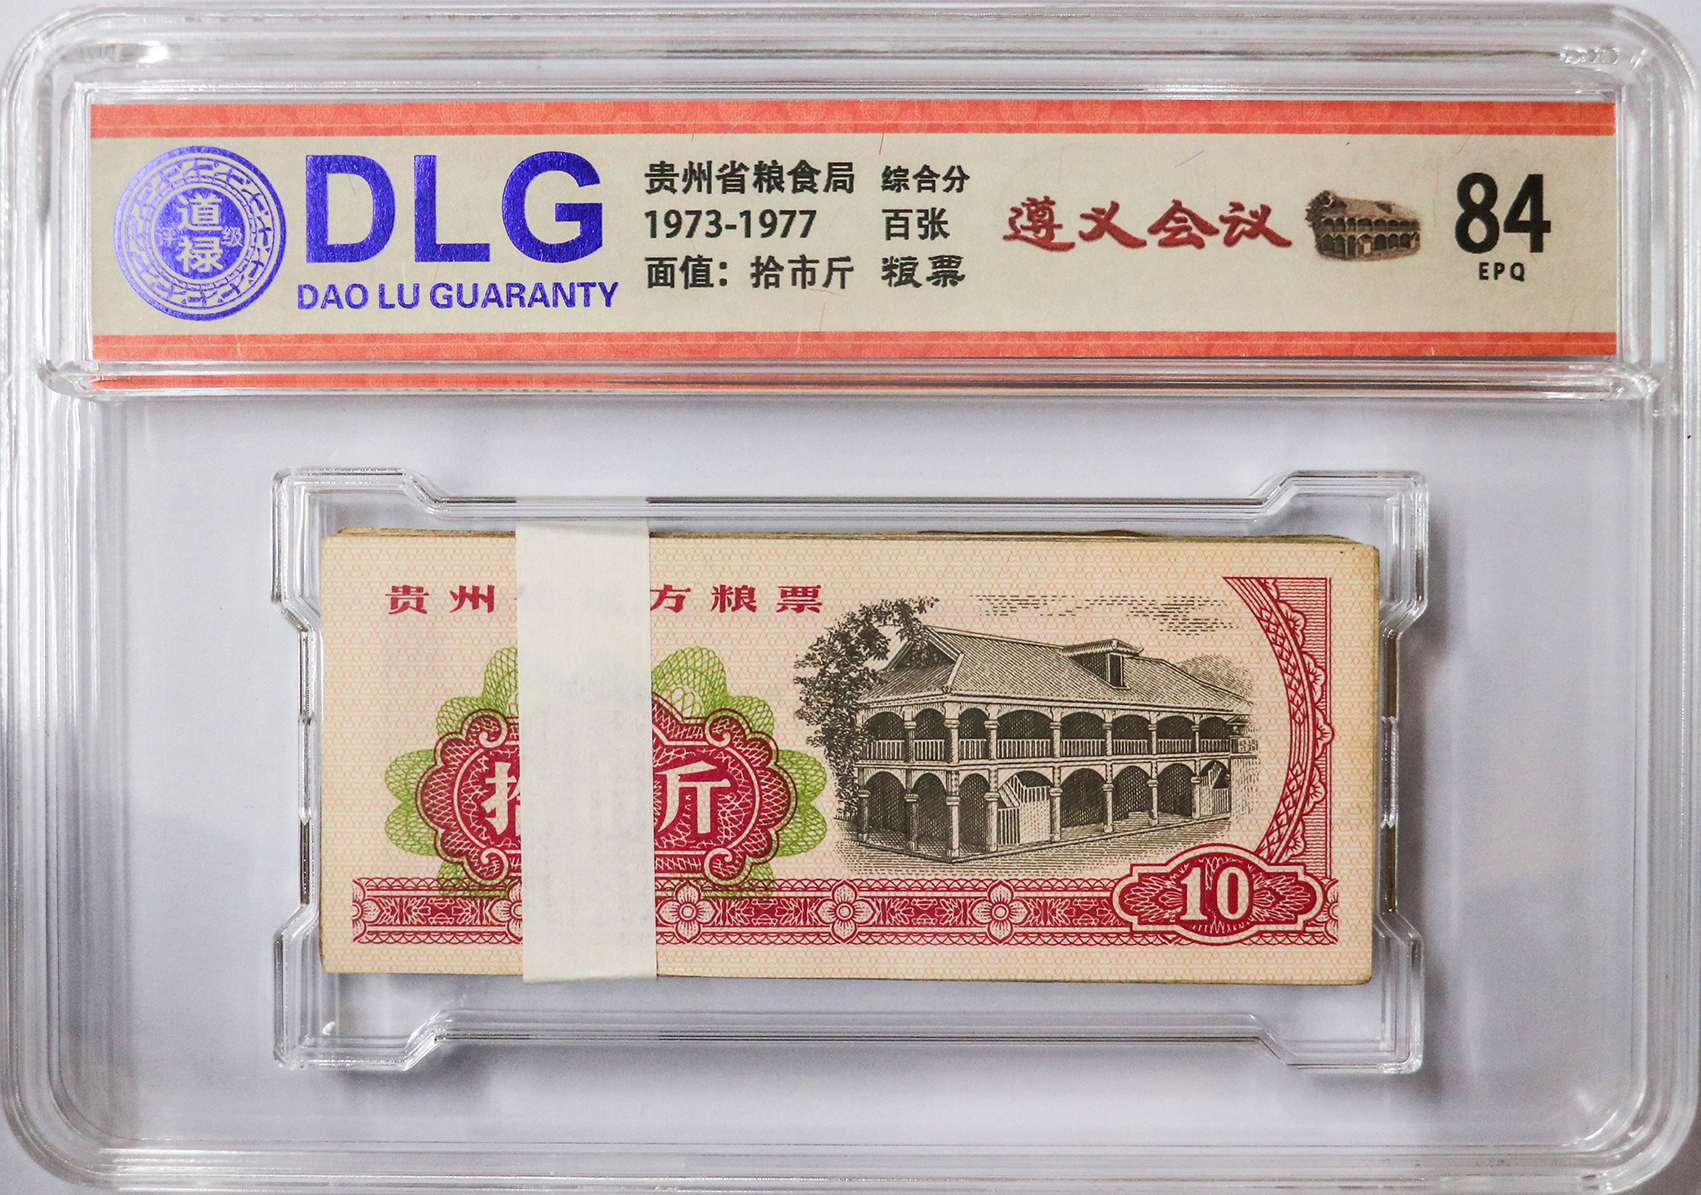 道禄
评级
DLG
DAO LU GUARANTY
贵州省粮食局 综合分
1973-1977 百张
面值：拾市斤 粮票
遵义会议
84
EPQ
贵州 方粮票
拾 斤
10